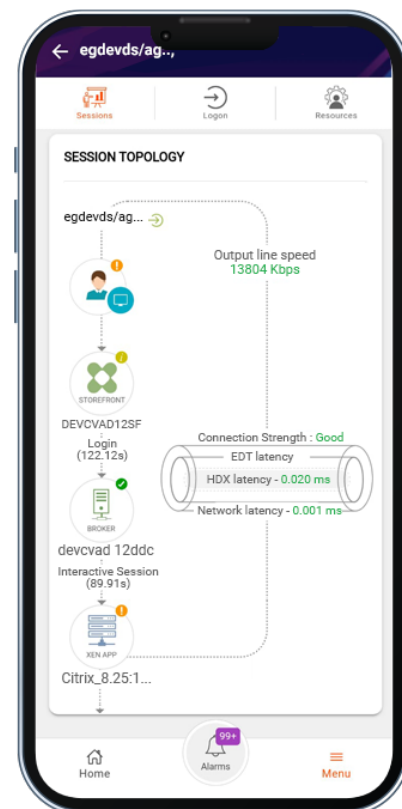 egdevds/ag..,
Sessions
Logon
Resources
SESSION TOPOLOGY
egdevds/ag...
Output line speed
13804 Kbps
STOREFRONT
DEVCVAD12SF
Login
(122.12s)
Connection Strength : Good
EDT latency
HDX latency - 0.020 ms
Network latency - 0.001 ms
BROKER
devcvad 12ddc
Interactive Session
(89.91s)
XEN APP
Citrix_8.25:1...
99+
Home
Alarms
Menu